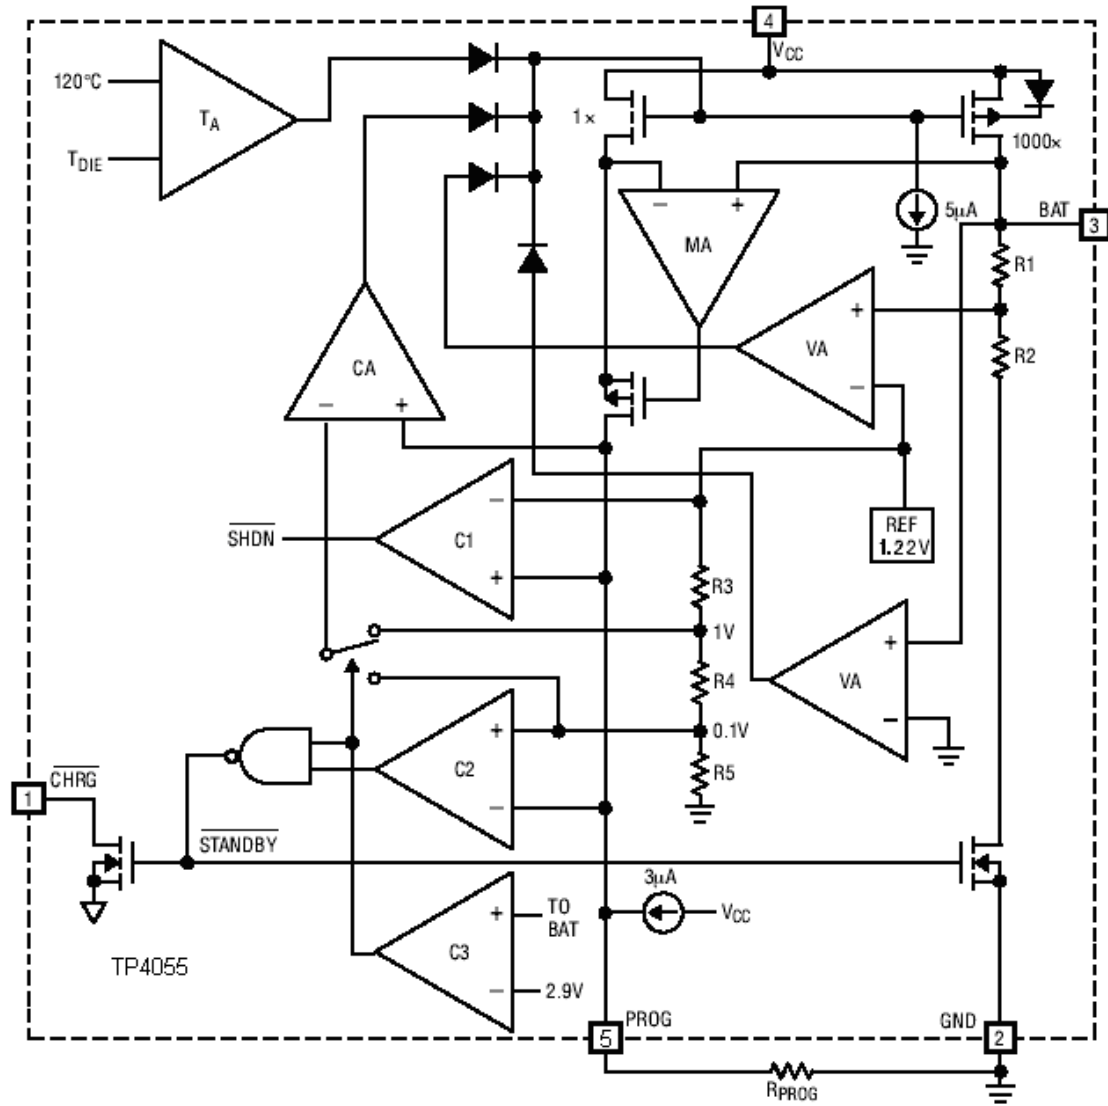 4
VCC
120°C
TA
TDIE
1×
1000×
−
+
MA
5µA
BAT
3
R1
+
VA
−
R2
CA
−
+
SHDN
−
C1
+
REF
1.22V
R3
1V
R4
+
VA
−
0.1V
+
C2
−
R5
CHRG
1
STANDBY
3µA
VCC
+
TO
BAT
C3
−
2.9V
TP4055
PROG
5
GND
2
RPROG